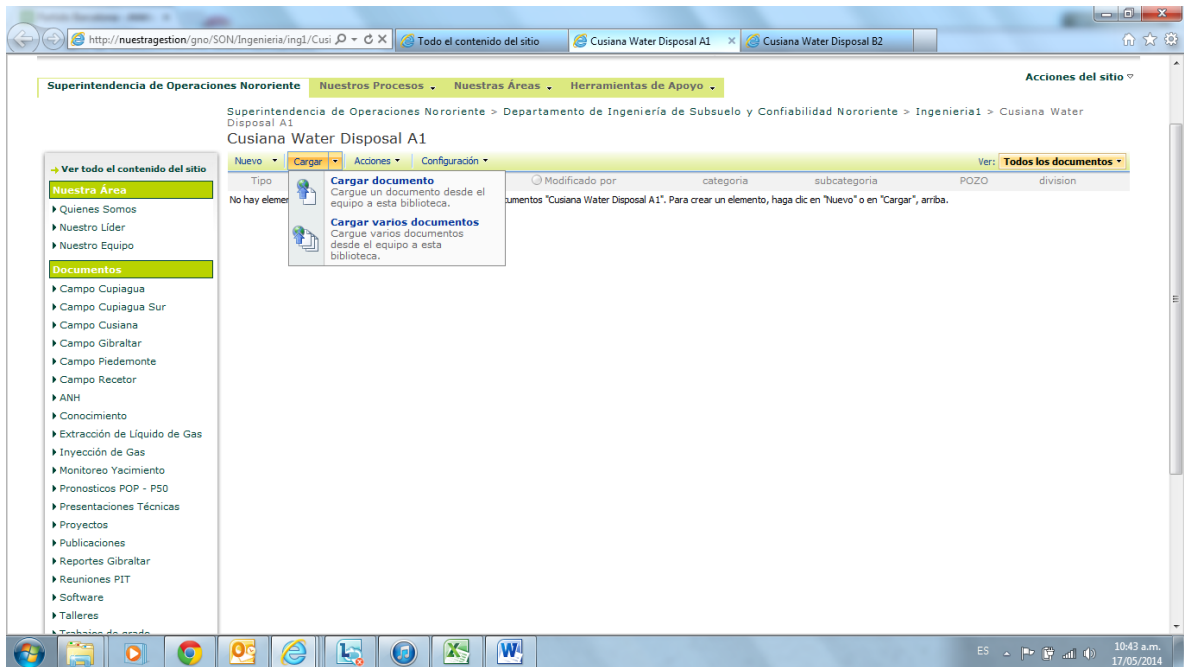 http://nuestragestion/gno/SON/Ingenieria/ing1/Cusi
Todo el contenido del sitio
Cusiana Water Disposal A1
Cusiana Water Disposal B2
Acciones del sitio
Superintendencia de Operaciones Nororiente Nuestros Procesos Nuestras Áreas Herramientas de Apoyo
Superintendencia de Operaciones Nororiente > Departamento de Ingeniería de Subsuelo y Confiabilidad Nororiente > Ingenieria1 > Cusiana Water
Disposal A1
Cusiana Water Disposal A1
Nuevo Cargar Acciones Configuración Ver: Todos los documentos
Tipo Modificado por categoria subcategoria POZO division
No hay elemen
cumentos "Cusiana Water Disposal A1". Para crear un elemento, haga clic en "Nuevo" o en "Cargar", arriba.
Cargar documento
Cargue un documento desde el
equipo a esta biblioteca.
Cargar varios documentos
Cargue varios documentos
desde el equipo a esta
biblioteca.
Ver todo el contenido del sitio
Nuestra Área
Quienes Somos
Nuestro Líder
Nuestro Equipo
Documentos
Campo Cupiagua
Campo Cupiagua Sur
Campo Cusiana
Campo Gibraltar
Campo Piedemonte
Campo Recetor
ANH
Conocimiento
Extracción de Líquido de Gas
Inyección de Gas
Monitoreo Yacimiento
Pronosticos POP - P50
Presentaciones Técnicas
Proyectos
Publicaciones
Reportes Gibraltar
Reuniones PIT
Software
Talleres
Trabajos de grado
ES
10:43 a.m.
17/05/2014